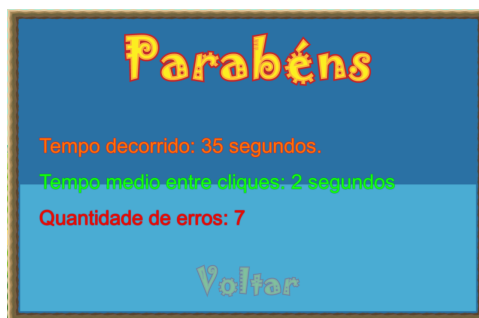 Parabéns
Tempo decorrido: 35 segundos.
Tempo medio entre cliques: 2 segundos
Quantidade de erros: 7
Voltar